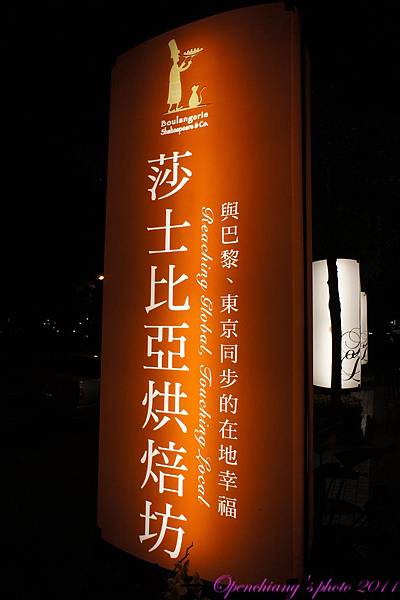 Boulangerie
Shakespeare & Co.
莎士比亞烘焙坊
與巴黎、東京同步的在地幸福
Reaching Global, Touching Local
Openchiang's photo 2011